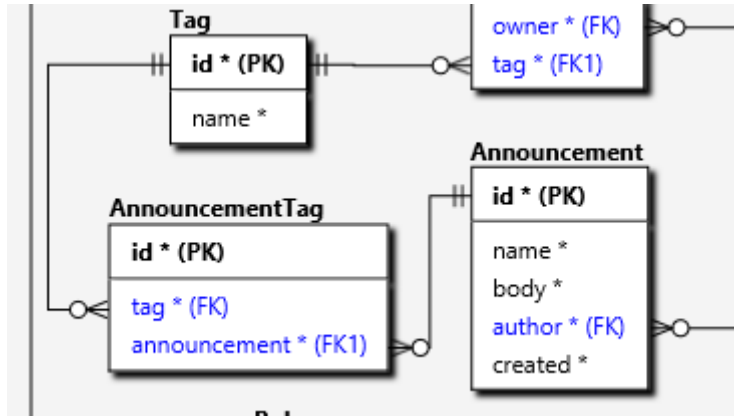 Tag
id * (PK)
name *
owner * (FK)
tag * (FK1)
Announcement
id * (PK)
name *
body *
author * (FK)
created *
AnnouncementTag
id * (PK)
tag * (FK)
announcement * (FK1)